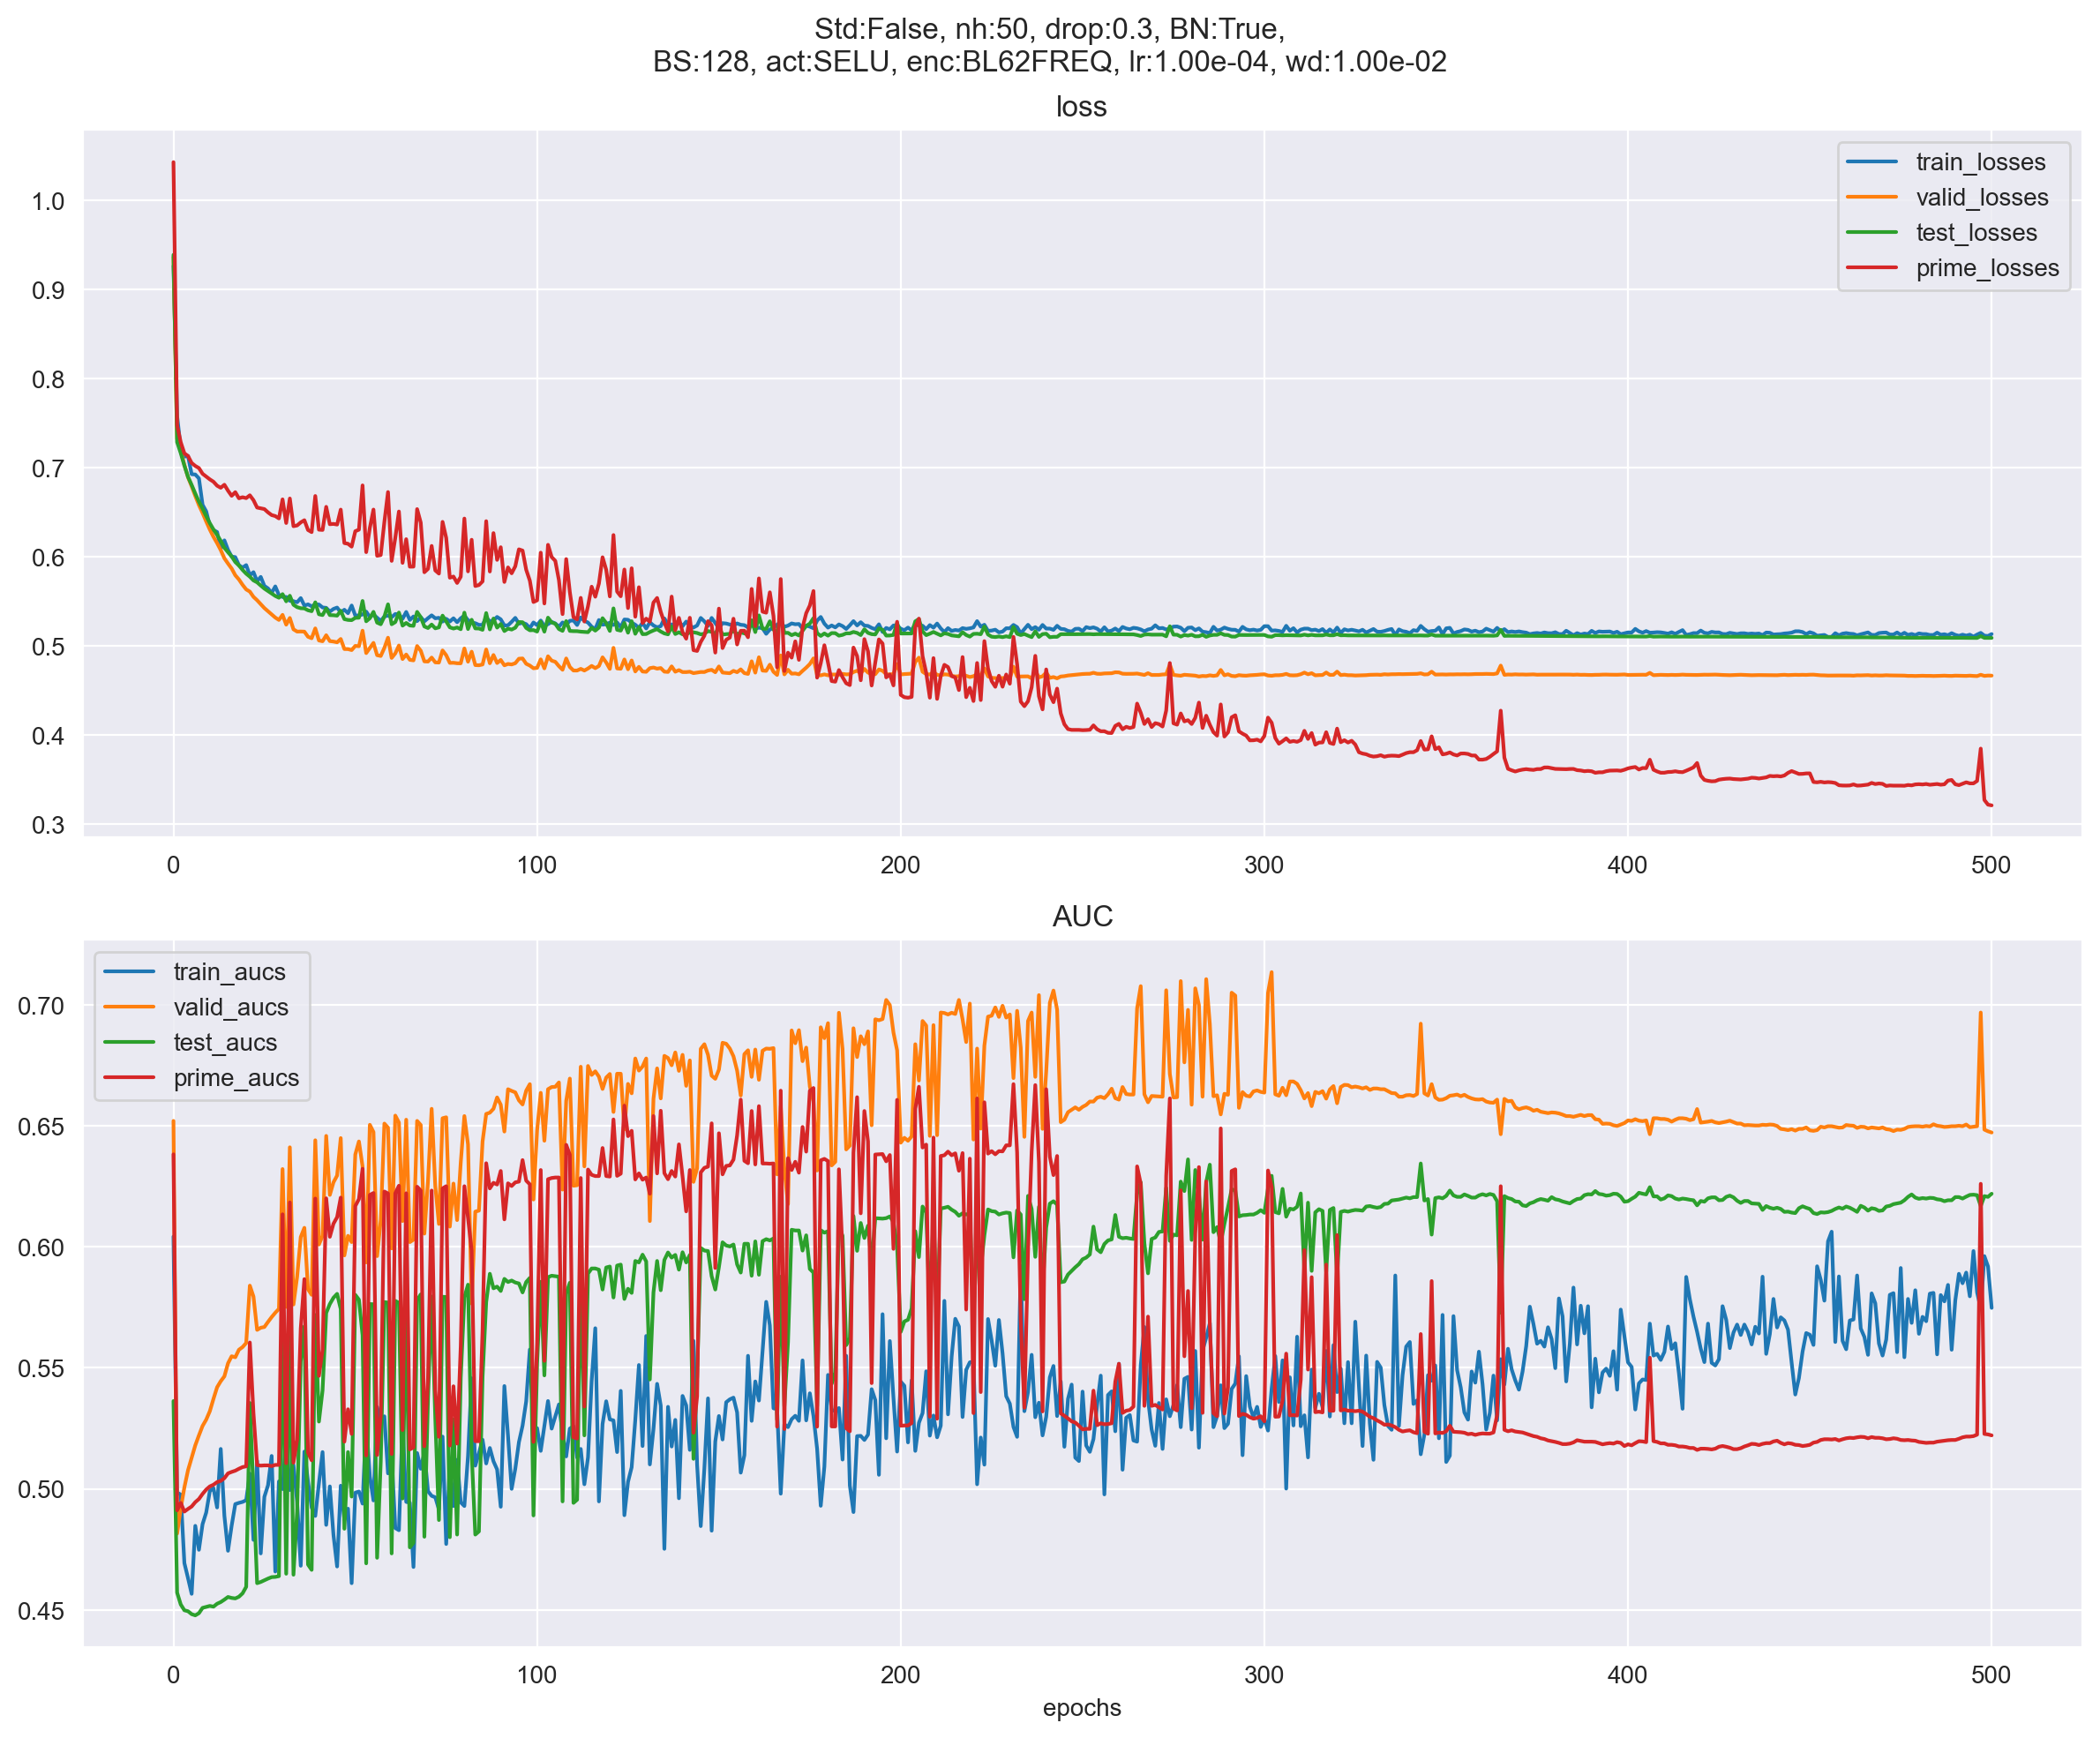 Std:False, nh:50, drop:0.3, BN:True,
BS:128, act:SELU, enc:BL62FREQ, lr:1.00e-04, wd:1.00e-02
loss
train_losses
valid_losses
test_losses
prime_losses
1.0
0.9
0.8
0.7
0.6
0.5
0.4
0.3
0 100 200 300 400 500
AUC
train_aucs
valid_aucs
test_aucs
prime_aucs
0.70
0.65
0.60
0.55
0.50
0.45
0 100 200 300 400 500
epochs